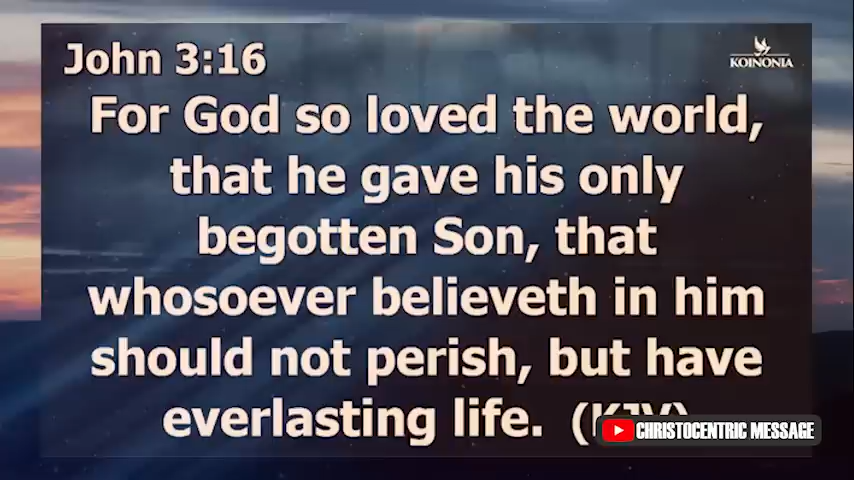 John 3:16
KOINONIA
For God so loved the world,
that he gave his only
begotten Son, that
whosoever believeth in him
should not perish, but have
everlasting life. (KJV)
CHRISTOCENTRIC MESSAGE